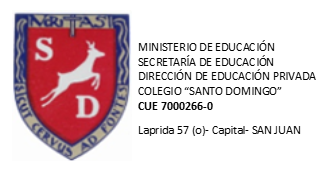 VERITAS
S
D
SICUT CERVUS AD FONTES
MINISTERIO DE EDUCACIÓN
SECRETARÍA DE EDUCACIÓN
DIRECCIÓN DE EDUCACIÓN PRIVADA
COLEGIO “SANTO DOMINGO”
CUE 7000266-0
Laprida 57 (o)- Capital- SAN JUAN